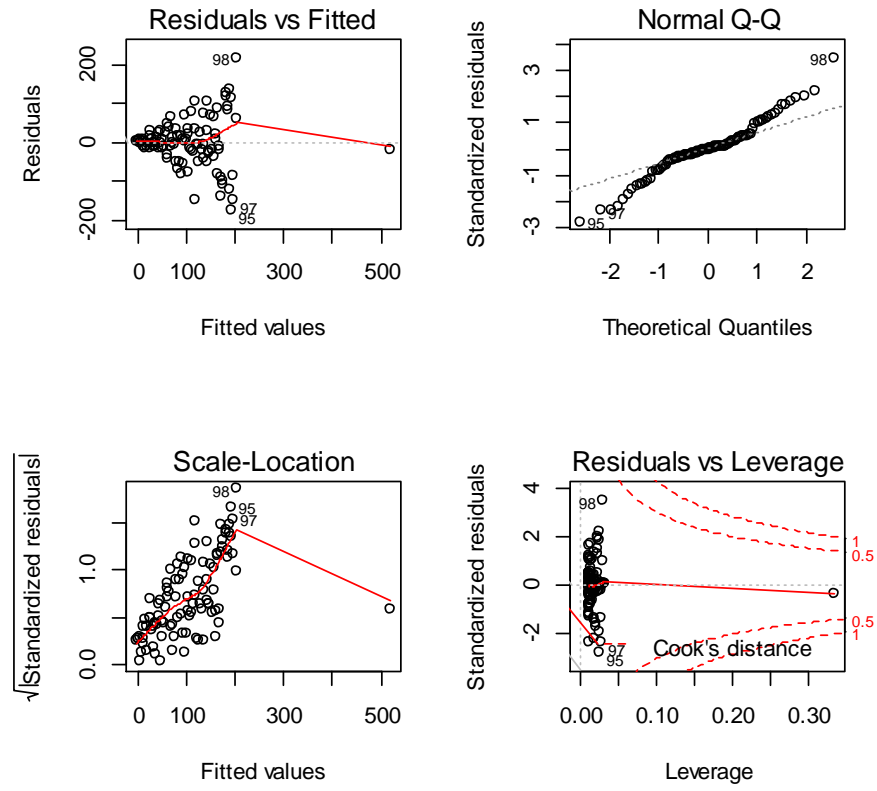 Residuals vs Fitted
Residuals
200
0
-200
98
97
95
0 100 500
Fitted values
Normal Q-Q
Standardized residuals
3
1
-1
-3
98
97
95
-2 -1 0 1 2
Theoretical Quantiles
Scale-Location
√|Standardized residuals|
1.0
0.0
98
95
97
0 100 500
Fitted values
Residuals vs Leverage
Standardized residuals
4
2
0
-2
98
97
95
Cook's distance
1
0.5
0.5
1
0.00 0.10 0.20 0.30
Leverage